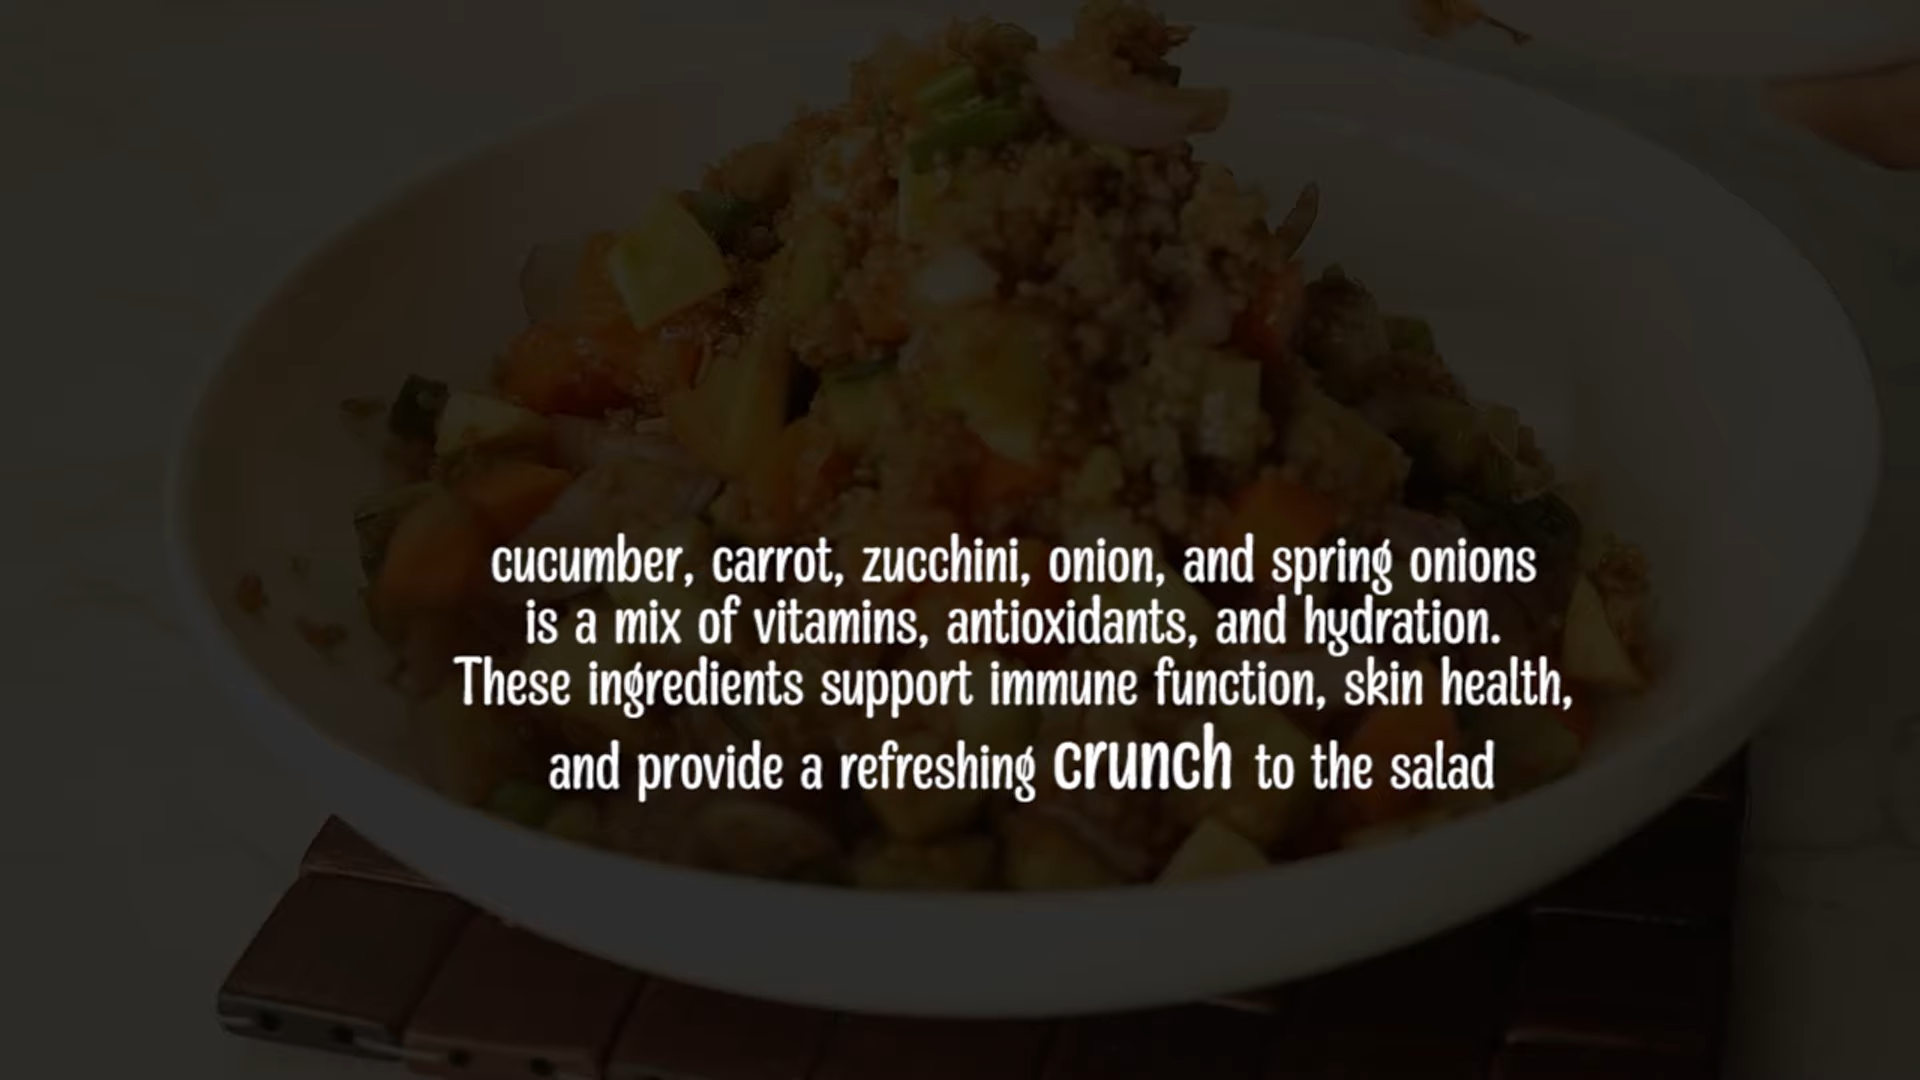 cucumber, carrot, zucchini, onion, and spring onions
is a mix of vitamins, antioxidants, and hydration.
These ingredients support immune function, skin health,
and provide a refreshing crunch to the salad